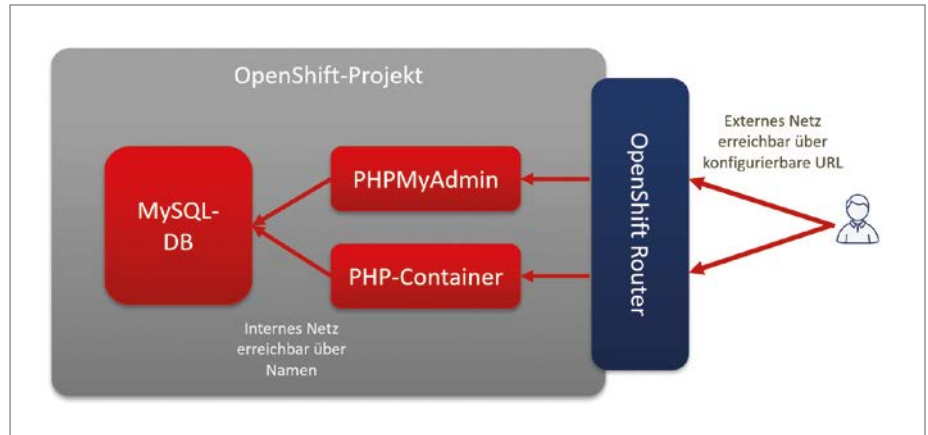 OpenShift-Projekt
MySQL-
DB
PHPMyAdmin
PHP-Container
Internes Netz
erreichbar über
Namen
OpenShift Router
Externes Netz
erreichbar über
konfigurierbare URL